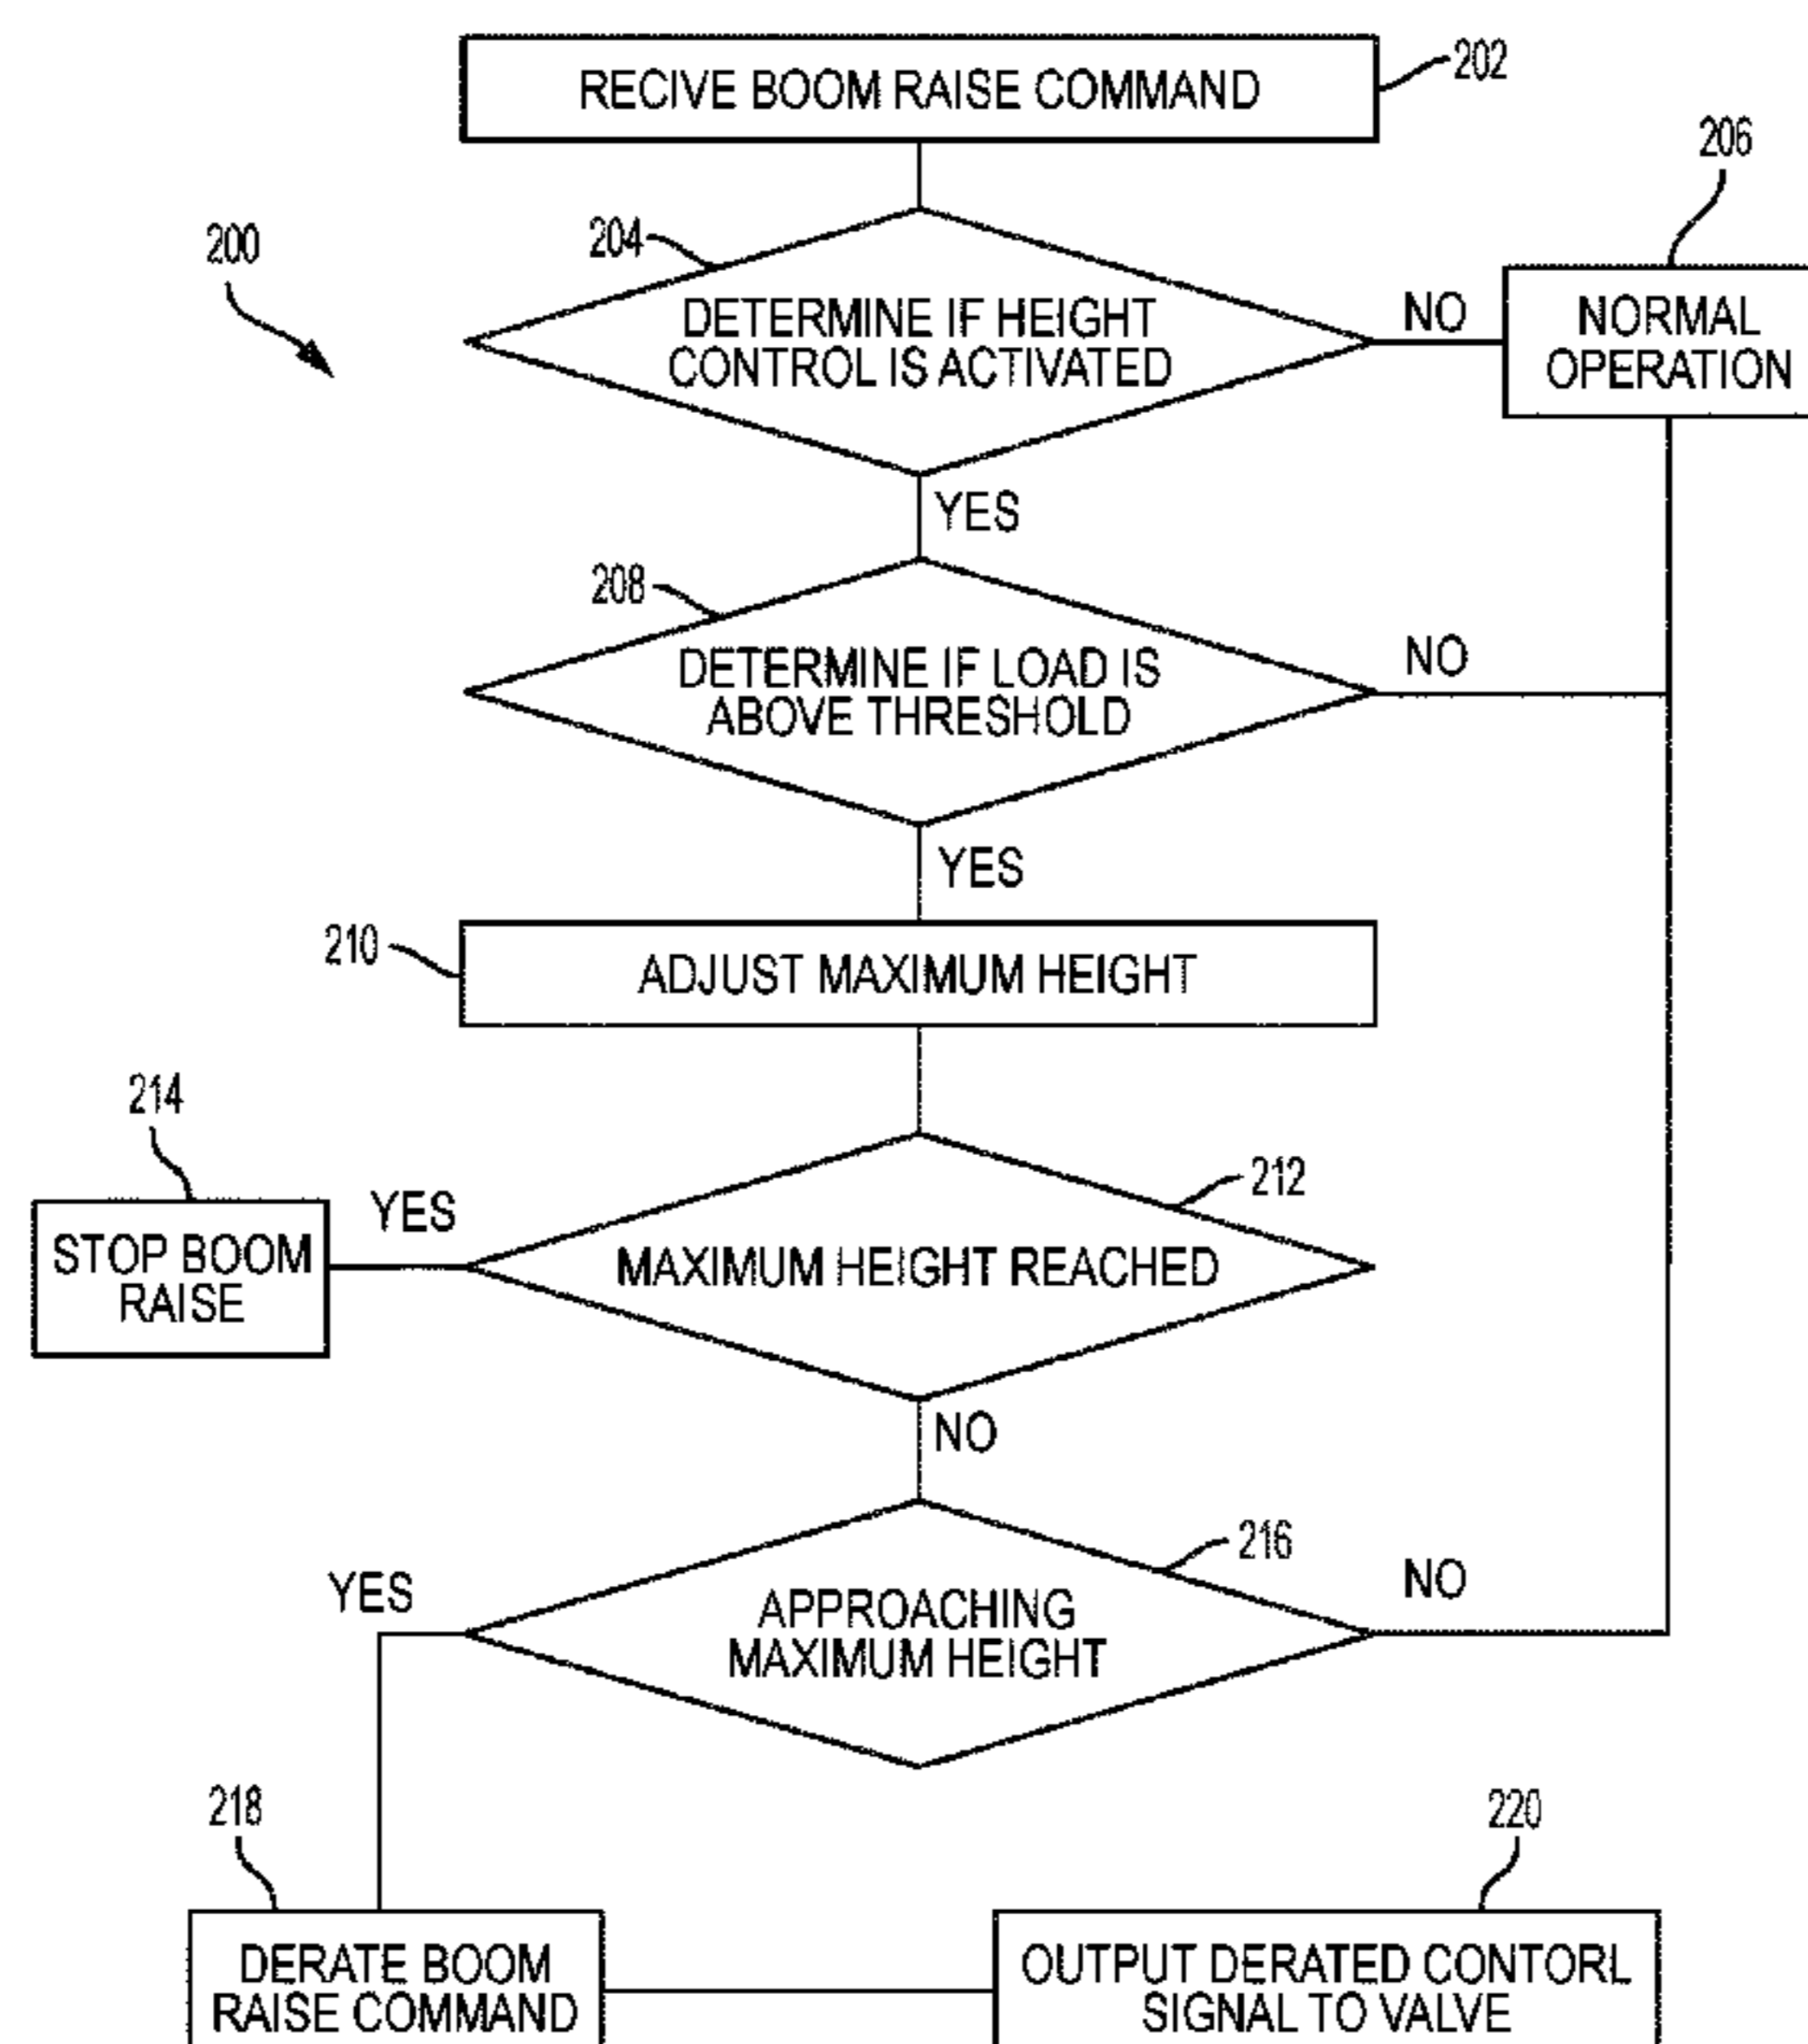 RECIVE BOOM RAISE COMMAND
202
206
200
204
DETERMINE IF HEIGHT
CONTROL IS ACTIVATED
NO
NORMAL
OPERATION
YES
208
DETERMINE IF LOAD IS
ABOVE THRESHOLD
NO
YES
210
ADJUST MAXIMUM HEIGHT
214
212
YES
STOP BOOM
RAISE
MAXIMUM HEIGHT REACHED
NO
216
YES
APPROACHING
MAXIMUM HEIGHT
NO
218
220
DERATE BOOM
RAISE COMMAND
OUTPUT DERATED CONTORL
SIGNAL TO VALVE